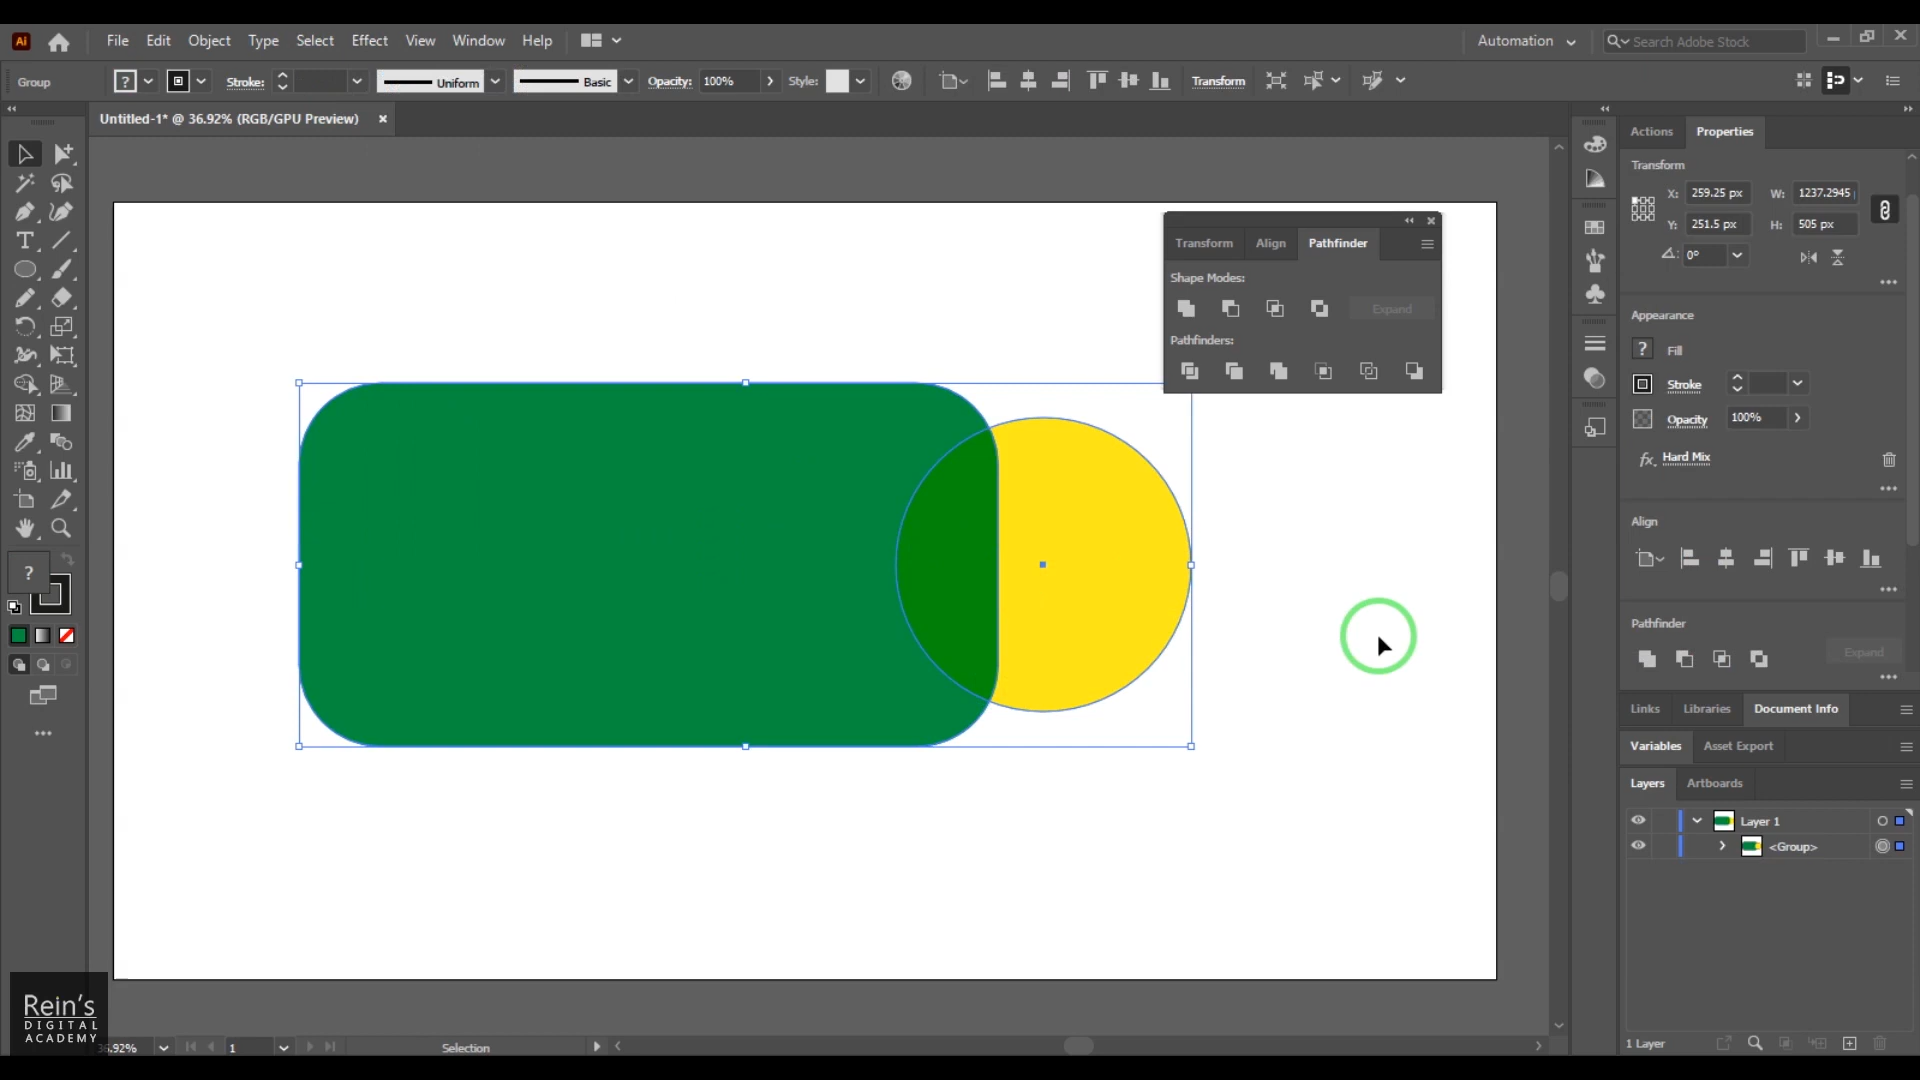 Ai File Edit Object Type Select Effect View Window Help Automation Search Adobe Stock
Group ? Stroke: Uniform Basic Opacity: 100% Style: Transform
Untitled-1* @ 36.92% (RGB/GPU Preview) ×
Transform Align Pathfinder
Shape Modes:
Expand
Pathfinders:
Actions Properties
Transform
X: 259.25 px W: 1237.2945
Y: 251.5 px H: 505 px
0°
Appearance
? Fill
Stroke
Opacity 100%
fx Hard Mix
Align
Pathfinder
Expand
Links Libraries Document Info
Variables Asset Export
Layers Artboards
Layer 1
<Group>
1 Layer
?
Rein's
DIGITAL
ACADEMY
36.92% 1 Selection